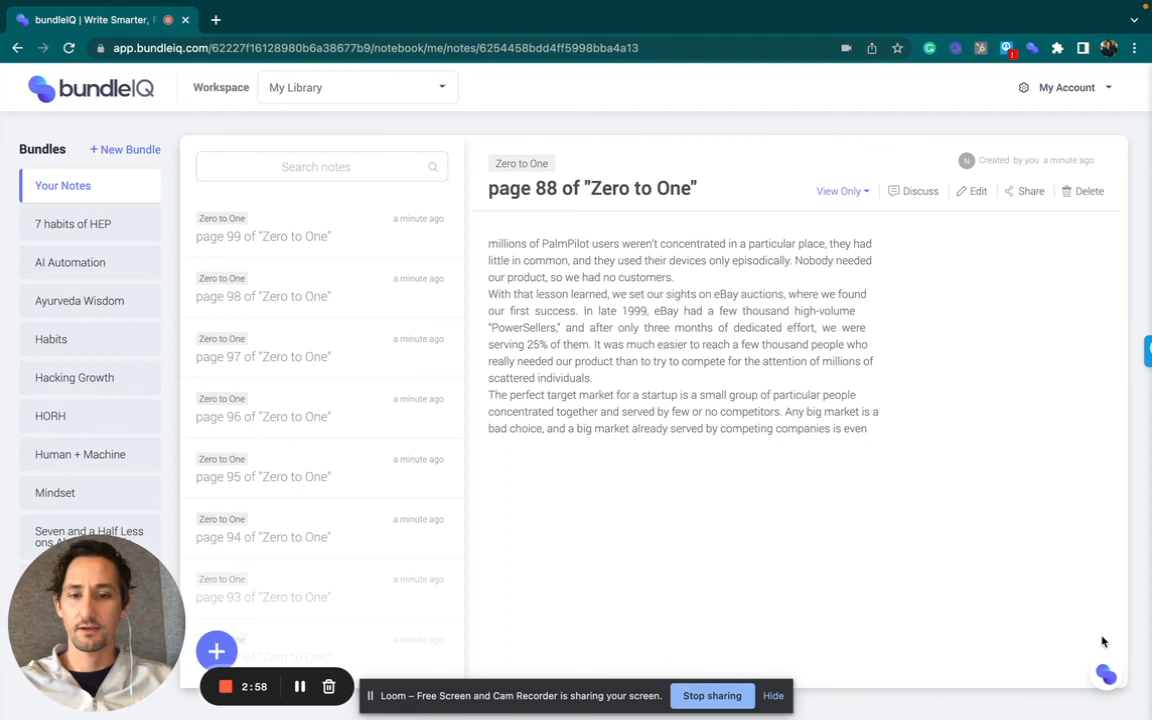 bundleIQ | Write Smarter, F
app.bundleiq.com/62227f16128980b6a38677b9/notebook/me/notes/6254458bdd4ff5998bba4a13
bundleIQ
Workspace
My Library
My Account
Bundles
+ New Bundle
Your Notes
7 habits of HEP
AI Automation
Ayurveda Wisdom
Habits
Hacking Growth
HORH
Human + Machine
Mindset
Seven and a Half Less
ons
Search notes
Zero to One
a minute ago
page 99 of "Zero to One"
Zero to One
a minute ago
page 98 of "Zero to One"
Zero to One
a minute ago
page 97 of "Zero to One"
Zero to One
a minute ago
page 96 of "Zero to One"
Zero to One
a minute ago
page 95 of "Zero to One"
Zero to One
a minute ago
page 94 of "Zero to One"
Zero to One
a minute ago
page 93 of "Zero to One"
One
a minute ago
of "Zero to One"
Zero to One
N Created by you a minute ago
page 88 of "Zero to One"
View Only
Discuss
Edit
Share
Delete
millions of PalmPilot users weren't concentrated in a particular place, they had
little in common, and they used their devices only episodically. Nobody needed
our product, so we had no customers.
With that lesson learned, we set our sights on eBay auctions, where we found
our first success. In late 1999, eBay had a few thousand high-volume
"PowerSellers," and after only three months of dedicated effort, we were
serving 25% of them. It was much easier to reach a few thousand people who
really needed our product than to try to compete for the attention of millions of
scattered individuals.
The perfect target market for a startup is a small group of particular people
concentrated together and served by few or no competitors. Any big market is a
bad choice, and a big market already served by competing companies is even
2:58
Loom – Free Screen and Cam Recorder is sharing your screen.
Stop sharing
Hide